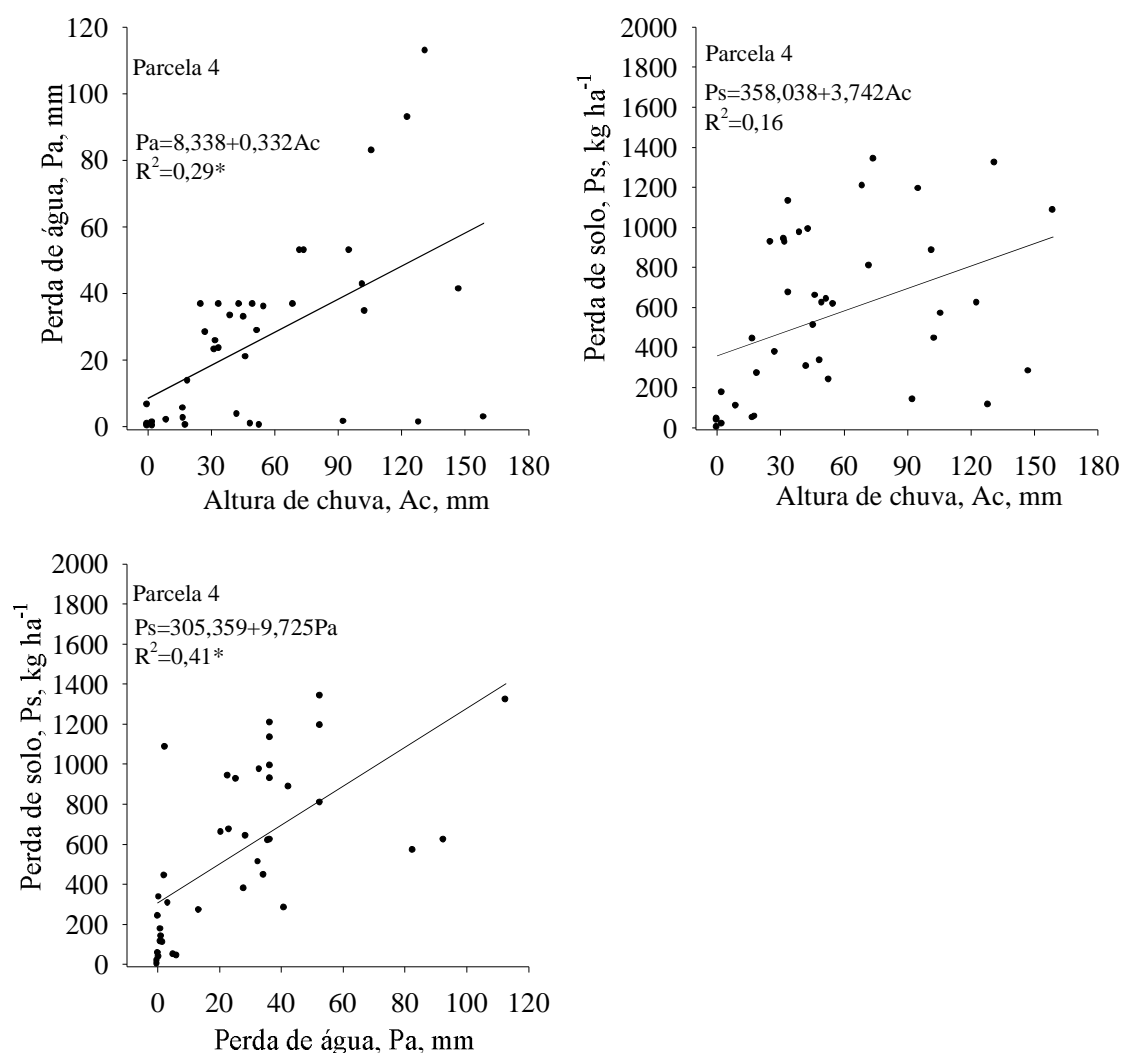 Parcela 4
Pa=8,338+0,332Ac
R²=0,29*
Perda de água, Pa, mm
120
100
80
60
40
20
0
0 30 60 90 120 150 180
Altura de chuva, Ac, mm
Parcela 4
Ps=358,038+3,742Ac
R²=0,16
Perda de solo, Ps, kg ha⁻¹
2000
1800
1600
1400
1200
1000
800
600
400
200
0
0 30 60 90 120 150 180
Altura de chuva, Ac, mm
Parcela 4
Ps=305,359+9,725Pa
R²=0,41*
Perda de solo, Ps, kg ha⁻¹
2000
1800
1600
1400
1200
1000
800
600
400
200
0
0 20 40 60 80 100 120
Perda de água, Pa, mm